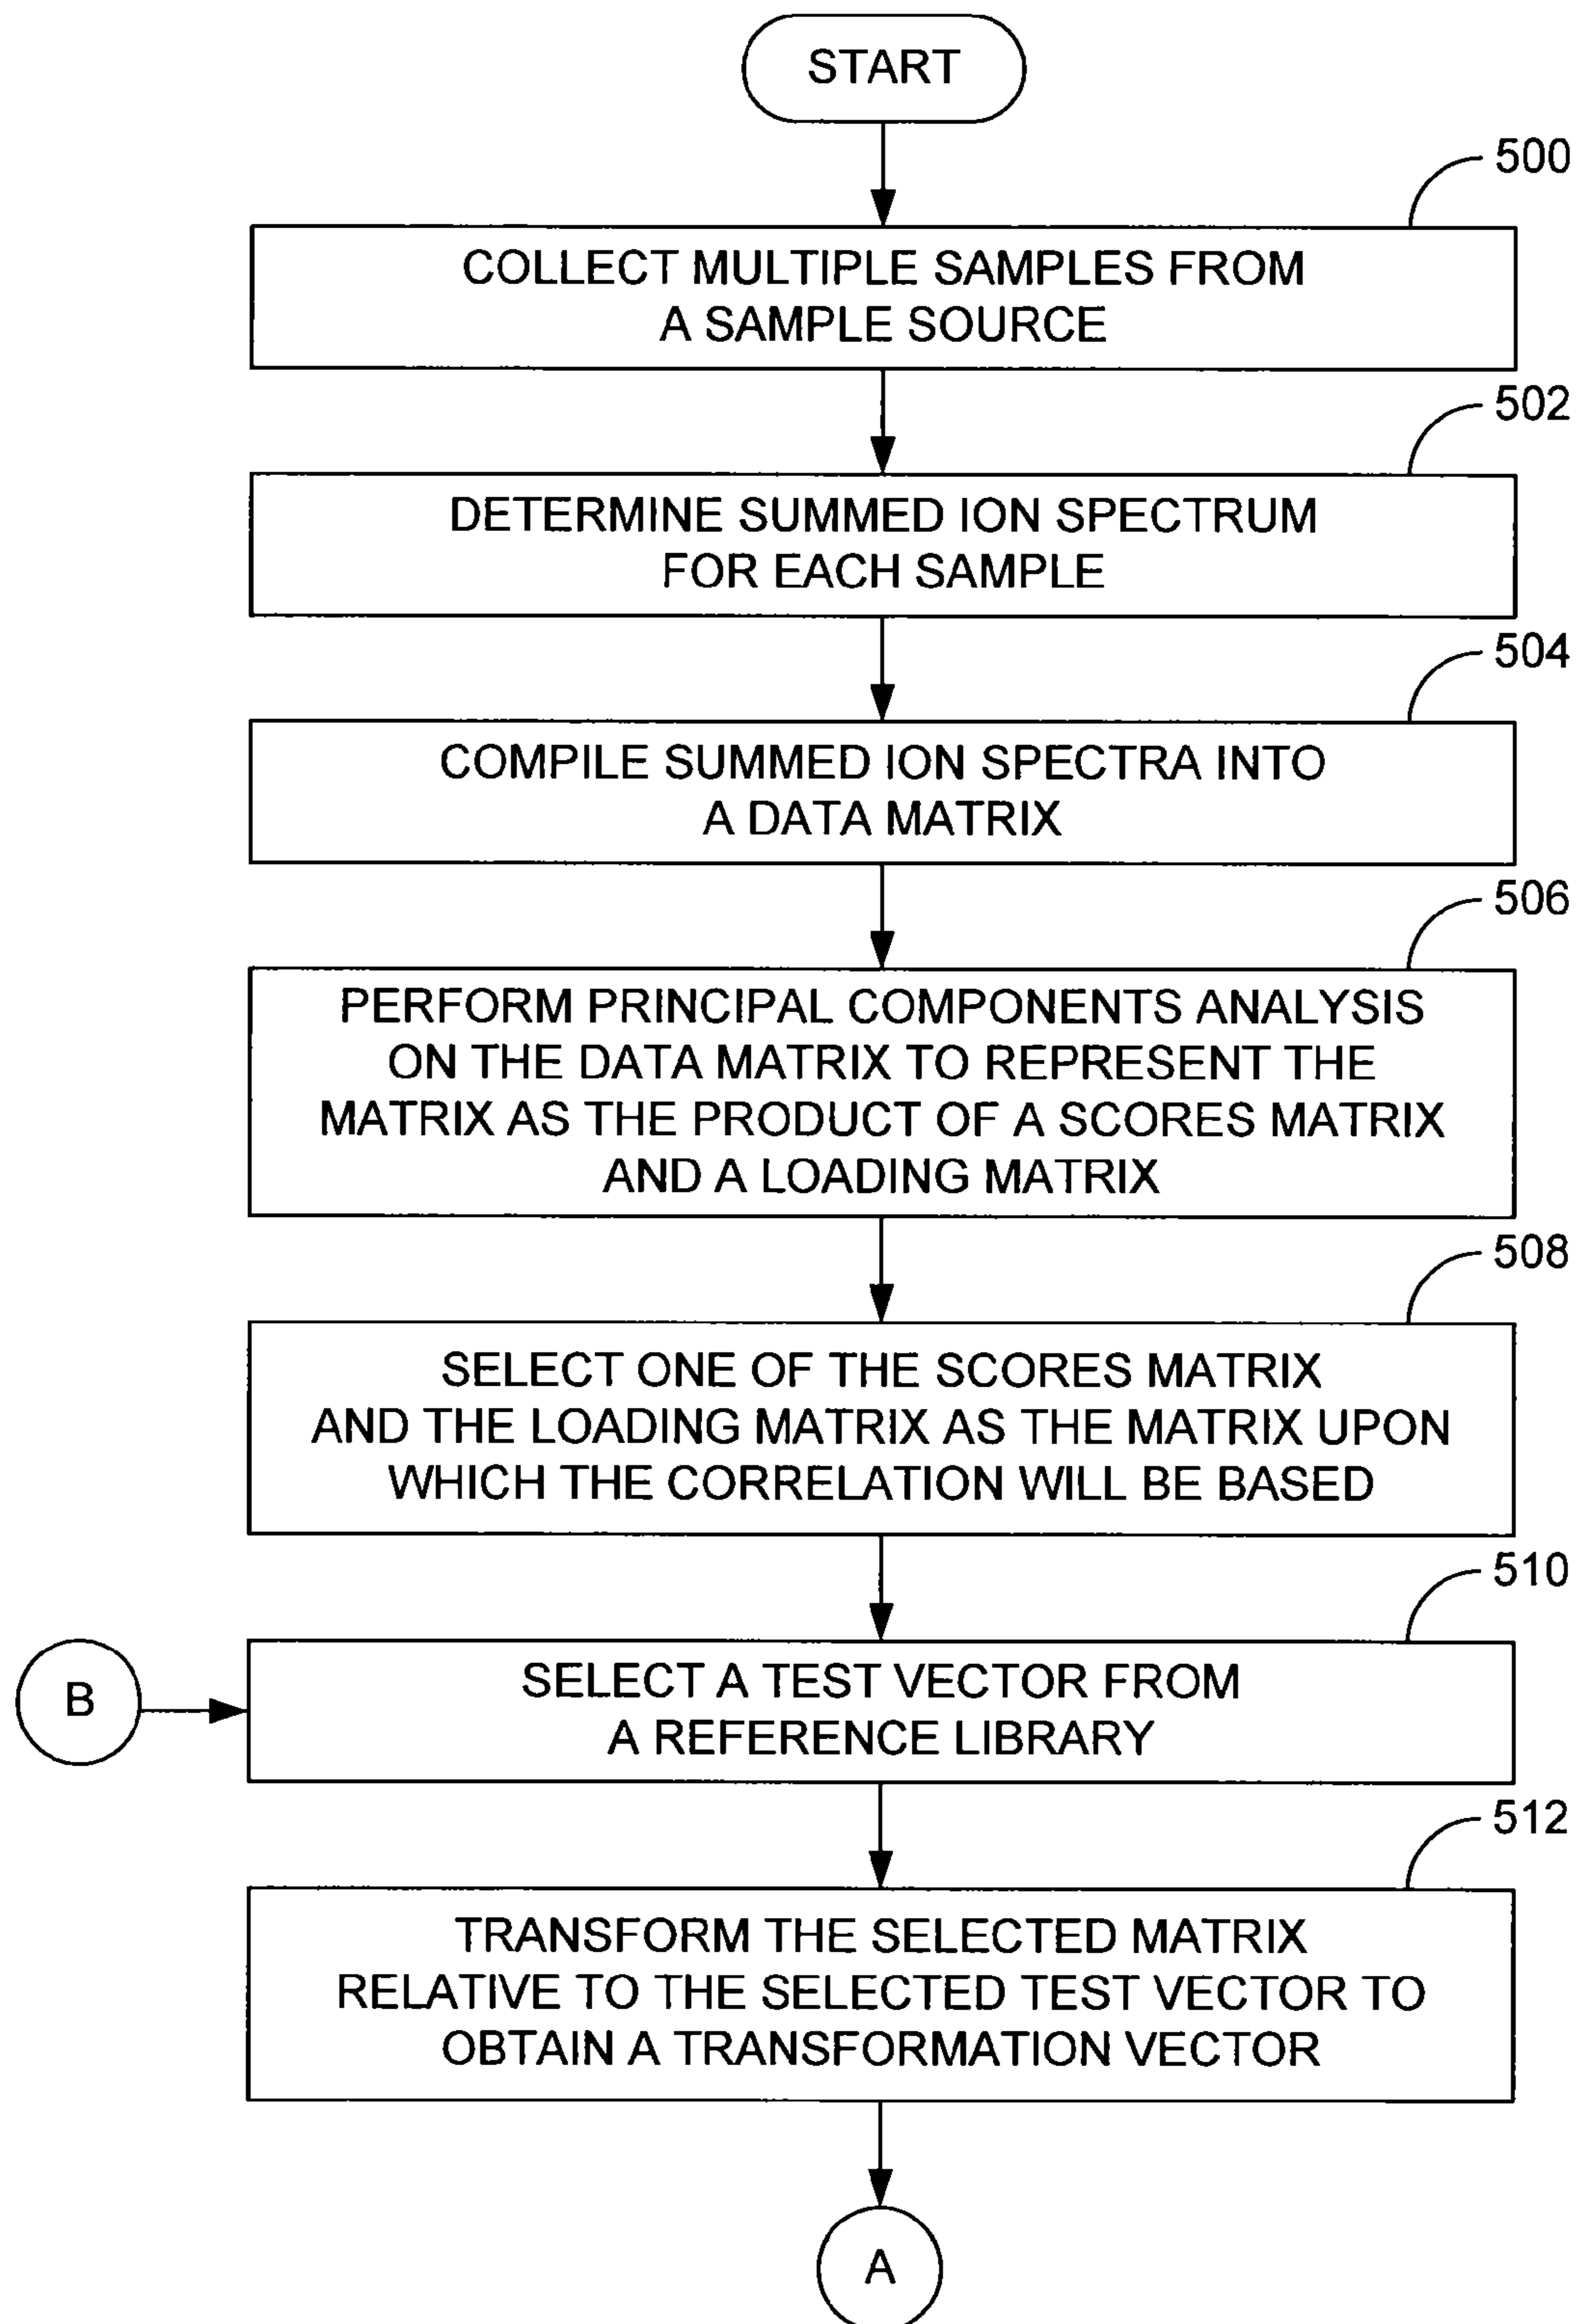 START
500
COLLECT MULTIPLE SAMPLES FROM
A SAMPLE SOURCE
502
DETERMINE SUMMED ION SPECTRUM
FOR EACH SAMPLE
504
COMPILE SUMMED ION SPECTRA INTO
A DATA MATRIX
506
PERFORM PRINCIPAL COMPONENTS ANALYSIS
ON THE DATA MATRIX TO REPRESENT THE
MATRIX AS THE PRODUCT OF A SCORES MATRIX
AND A LOADING MATRIX
508
SELECT ONE OF THE SCORES MATRIX
AND THE LOADING MATRIX AS THE MATRIX UPON
WHICH THE CORRELATION WILL BE BASED
510
B
SELECT A TEST VECTOR FROM
A REFERENCE LIBRARY
512
TRANSFORM THE SELECTED MATRIX
RELATIVE TO THE SELECTED TEST VECTOR TO
OBTAIN A TRANSFORMATION VECTOR
A